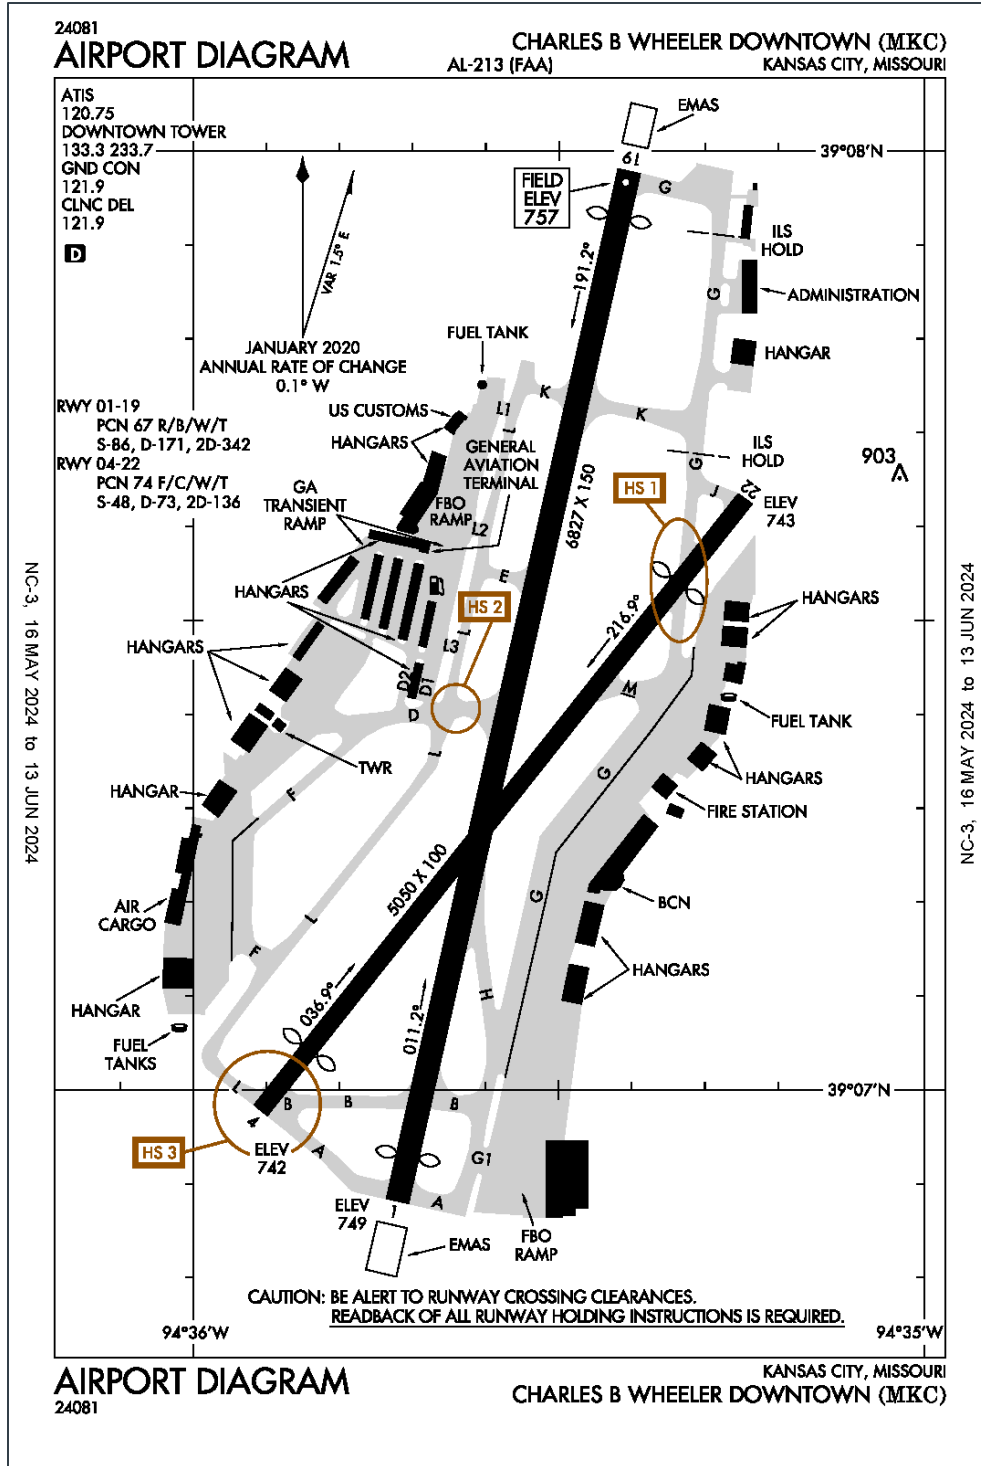 24081
AIRPORT DIAGRAM
AL-213 (FAA)
CHARLES B WHEELER DOWNTOWN (MKC)
KANSAS CITY, MISSOURI
ATIS
120.75
DOWNTOWN TOWER
133.3 233.7
GND CON
121.9
CLNC DEL
121.9
D
VAR 1.5° E
JANUARY 2020
ANNUAL RATE OF CHANGE
0.1° W
RWY 01-19
PCN 67 R/B/W/T
S-86, D-171, 2D-342
RWY 04-22
PCN 74 F/C/W/T
S-48, D-73, 2D-136
EMAS
39°08'N
19
FIELD
ELEV
757
G
ILS
HOLD
191.2°
G
ADMINISTRATION
HANGAR
FUEL TANK
K
K
US CUSTOMS
L1
L
HANGARS
GENERAL
AVIATION
TERMINAL
ILS
HOLD
903
G
J
22
ELEV
743
HS 1
GA
TRANSIENT
RAMP
FBO
RAMP
L2
6827 X 150
E
HANGARS
HS 2
HANGARS
216.9°
HANGARS
L3
L
D2
D1
D
M
FUEL TANK
TWR
L
HANGARS
G
HANGAR
F
FIRE STATION
5050 X 100
G
BCN
AIR
CARGO
L
F
HANGARS
HANGAR
036.9°
H
011.2°
FUEL
TANKS
39°07'N
L
B
B
B
4
HS 3
ELEV
742
A
G1
ELEV
749
1
A
FBO
RAMP
EMAS
CAUTION: BE ALERT TO RUNWAY CROSSING CLEARANCES.
READBACK OF ALL RUNWAY HOLDING INSTRUCTIONS IS REQUIRED.
94°36'W
94°35'W
AIRPORT DIAGRAM
24081
KANSAS CITY, MISSOURI
CHARLES B WHEELER DOWNTOWN (MKC)
NC-3, 16 MAY 2024 to 13 JUN 2024
NC-3, 16 MAY 2024 to 13 JUN 2024